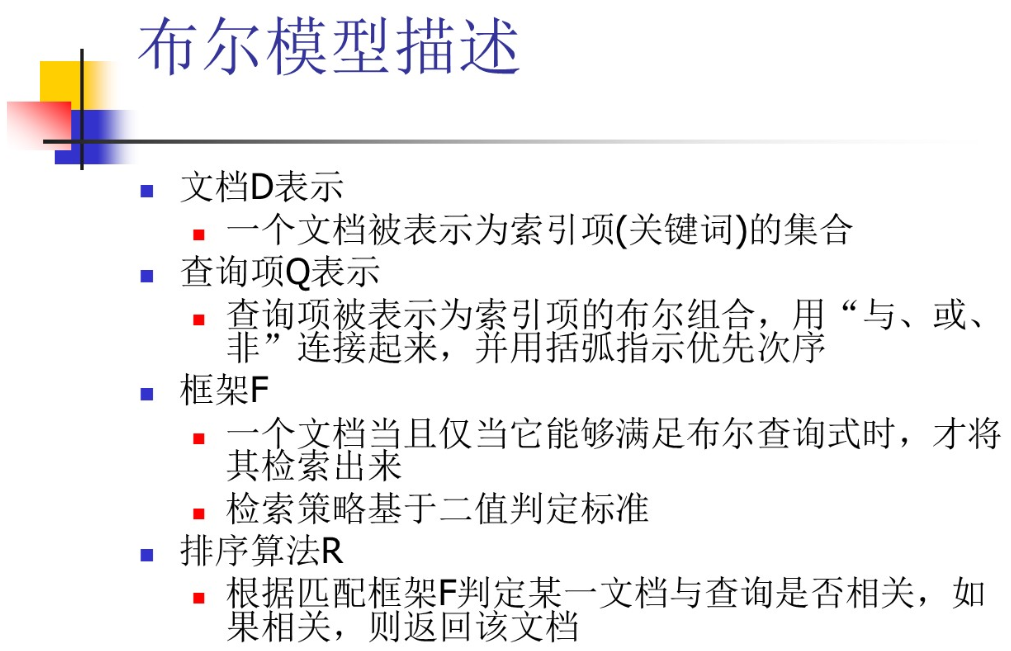 布尔模型描述
文档D表示
一个文档被表示为索引项(关键词)的集合
查询项Q表示
查询项被表示为索引项的布尔组合，用“与、或、
非”连接起来，并用括弧指示优先次序
框架F
一个文档当且仅当它能够满足布尔查询式时，才将
其检索出来
检索策略基于二值判定标准
排序算法R
根据匹配框架F判定某一文档与查询是否相关，如
果相关，则返回该文档